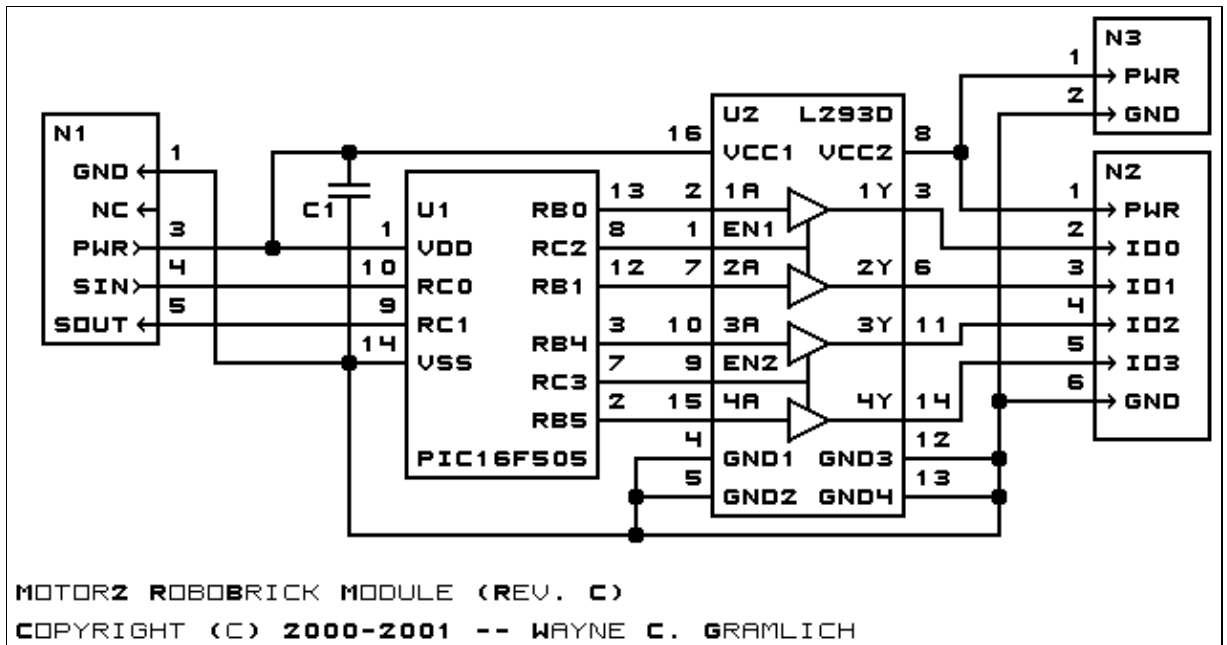 N3
1 PWR
2 GND
N1
1 GND
NC
3 PWR
4 SIN
5 SOUT
C1
U1
1 VDD
10 RC0
9 RC1
14 VSS
RB0 13
RC2 8
RB1 12
RB4 3
RC3 7
RB5 2
PIC16F505
U2 L293D
16 VCC1 VCC2 8
2 1A 1Y 3
1 EN1
7 2A 2Y 6
10 3A 3Y 11
9 EN2
15 4A 4Y 14
4 GND1 GND3 12
5 GND2 GND4 13
N2
1 PWR
2 IO0
3 IO1
4 IO2
5 IO3
6 GND
MOTOR2 ROBOBRICK MODULE (REV. C)
COPYRIGHT (C) 2000-2001 -- WAYNE C. GRAMLICH